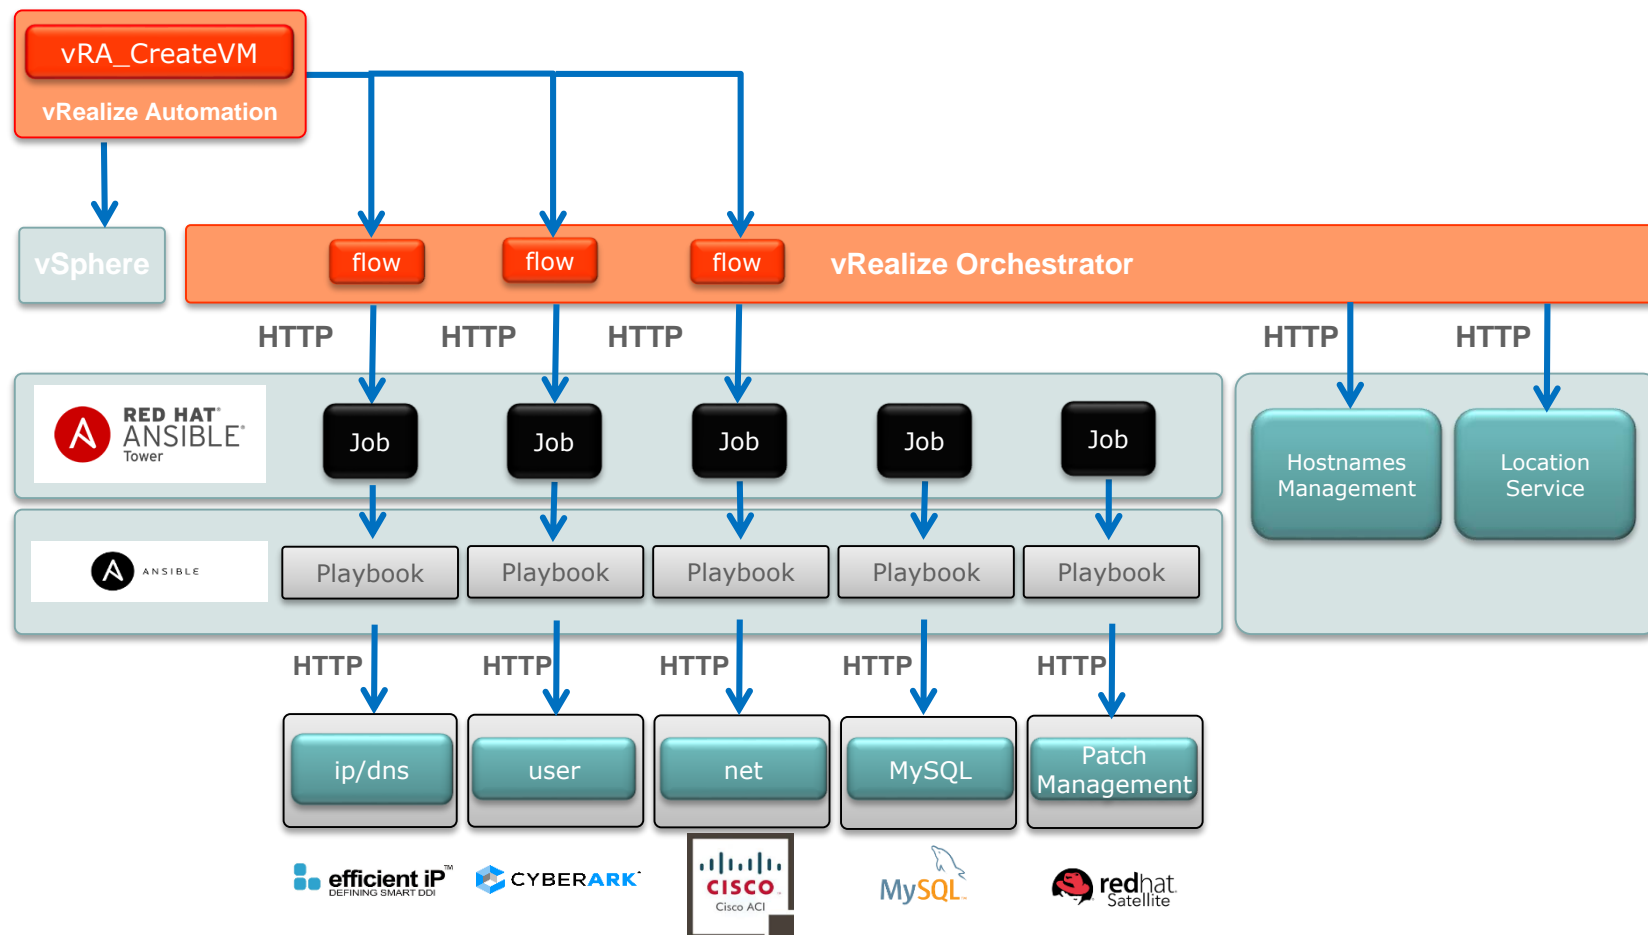 vRA_CreateVM
vRealize Automation
vSphere
flow
flow
flow
vRealize Orchestrator
HTTP
HTTP
HTTP
HTTP
HTTP
RED HAT®
ANSIBLE®
Tower
Job
Job
Job
Job
Job
Hostnames
Management
Location
Service
ANSIBLE
Playbook
Playbook
Playbook
Playbook
Playbook
HTTP
HTTP
HTTP
HTTP
HTTP
ip/dns
user
net
MySQL
Patch
Management
efficient iP™
DEFINING SMART DDI
CYBERARK
CISCO
Cisco ACI
MySQL™
redhat.
Satellite